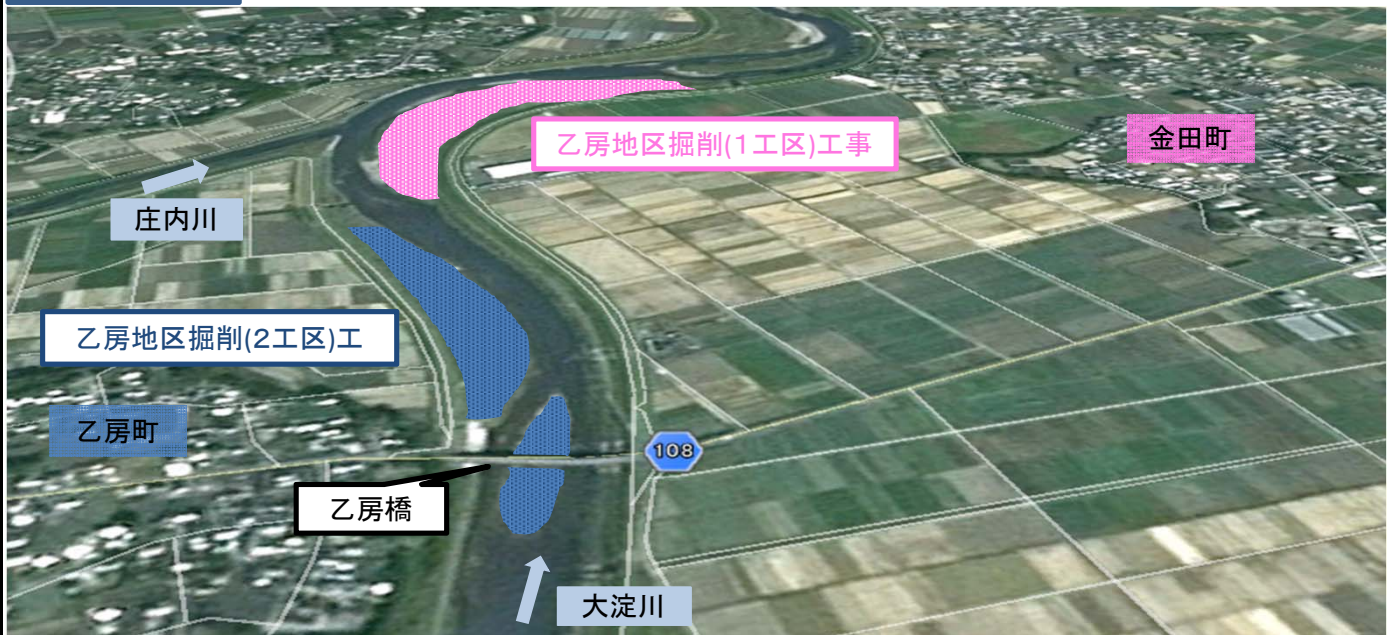 乙房地区掘削(1工区)工事
金田町
庄内川
乙房地区掘削(2工区)工
乙房町
108
乙房橋
大淀川